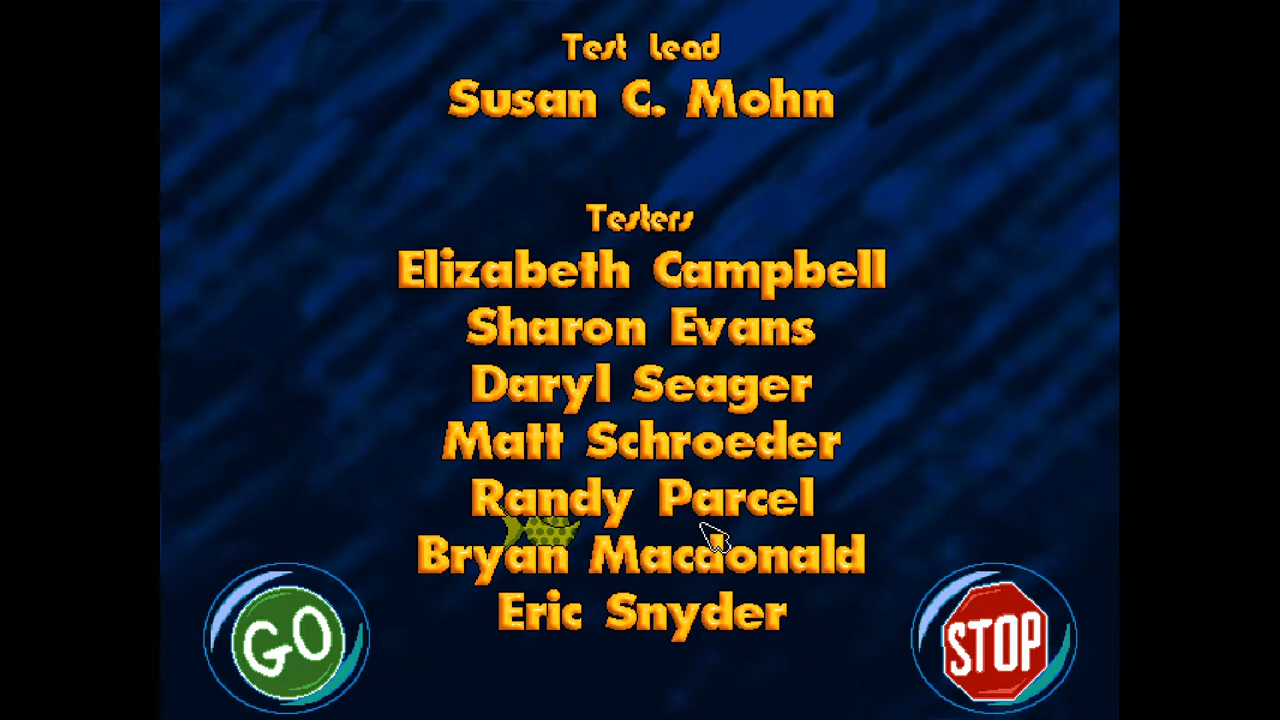 Test Lead
Susan C. Mohn
Testers
Elizabeth Campbell
Sharon Evans
Daryl Seager
Matt Schroeder
Randy Parcel
Bryan Macdonald
Eric Snyder
GO
STOP